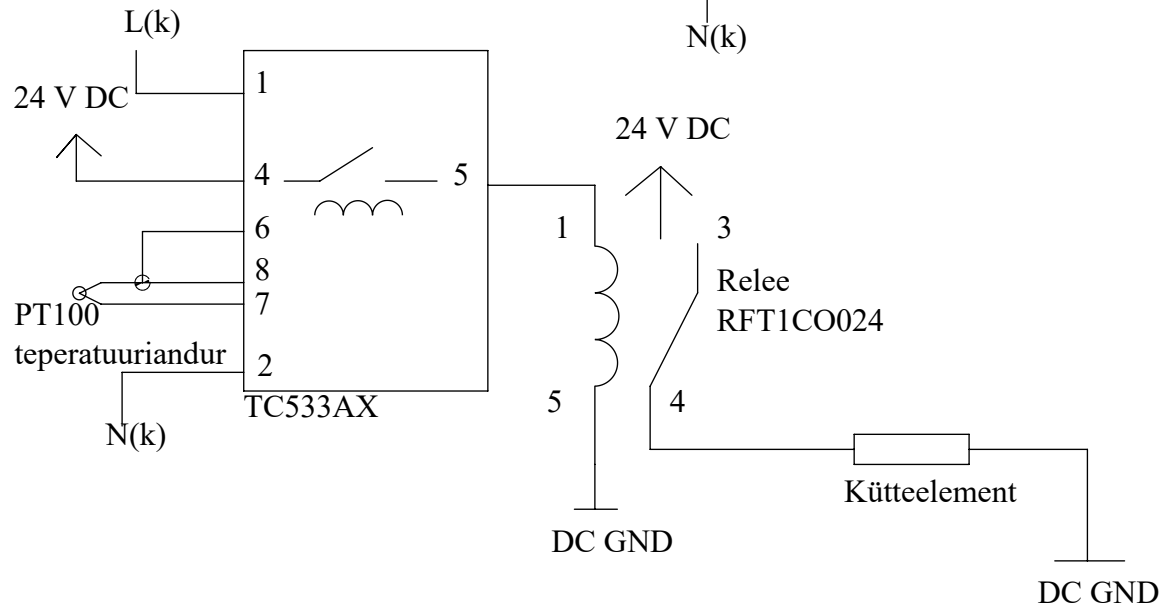 L(k)
N(k)
1
24 V DC
24 V DC
4
5
6
1
3
8
Relee
PT100
7
RFT1CO024
teperatuuriandur
2
5
4
TC533AX
N(k)
Kütteelement
DC GND
DC GND